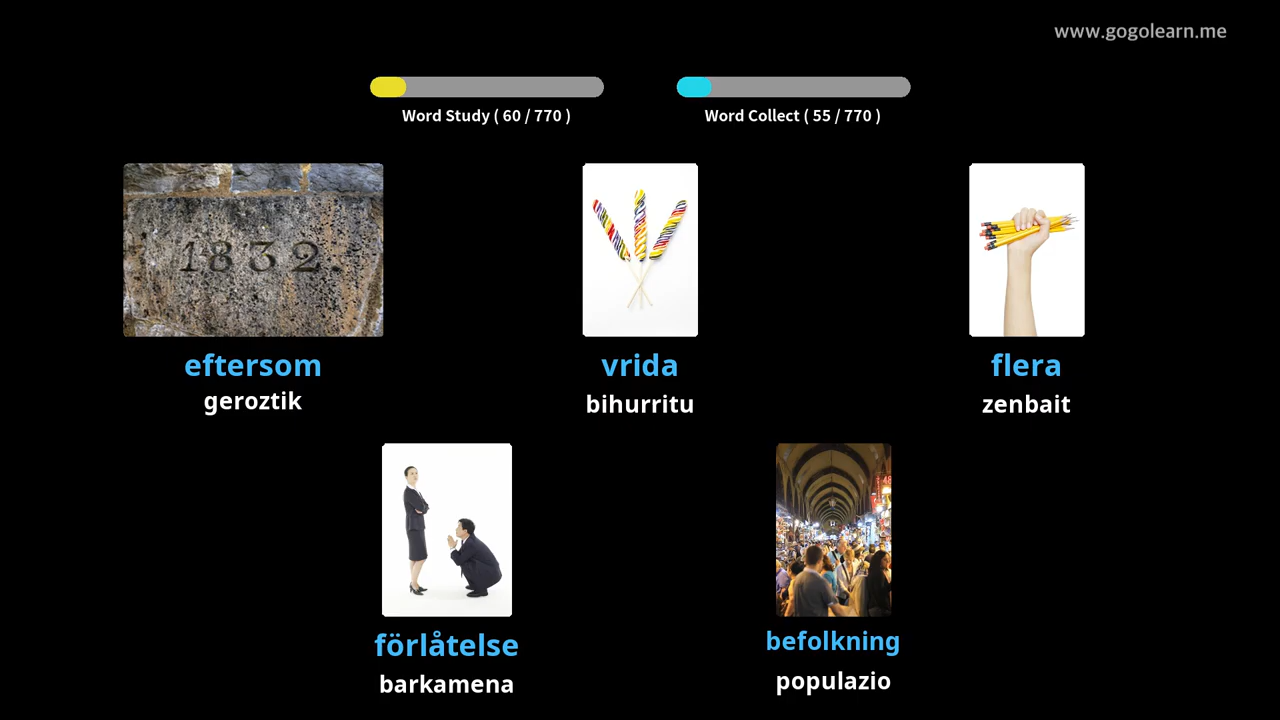 www.gogolearn.me
Word Study ( 60 / 770 )
Word Collect ( 55 / 770 )
1832.
eftersom
geroztik
vrida
bihurritu
flera
zenbait
förlåtelse
barkamena
befolkning
populazio